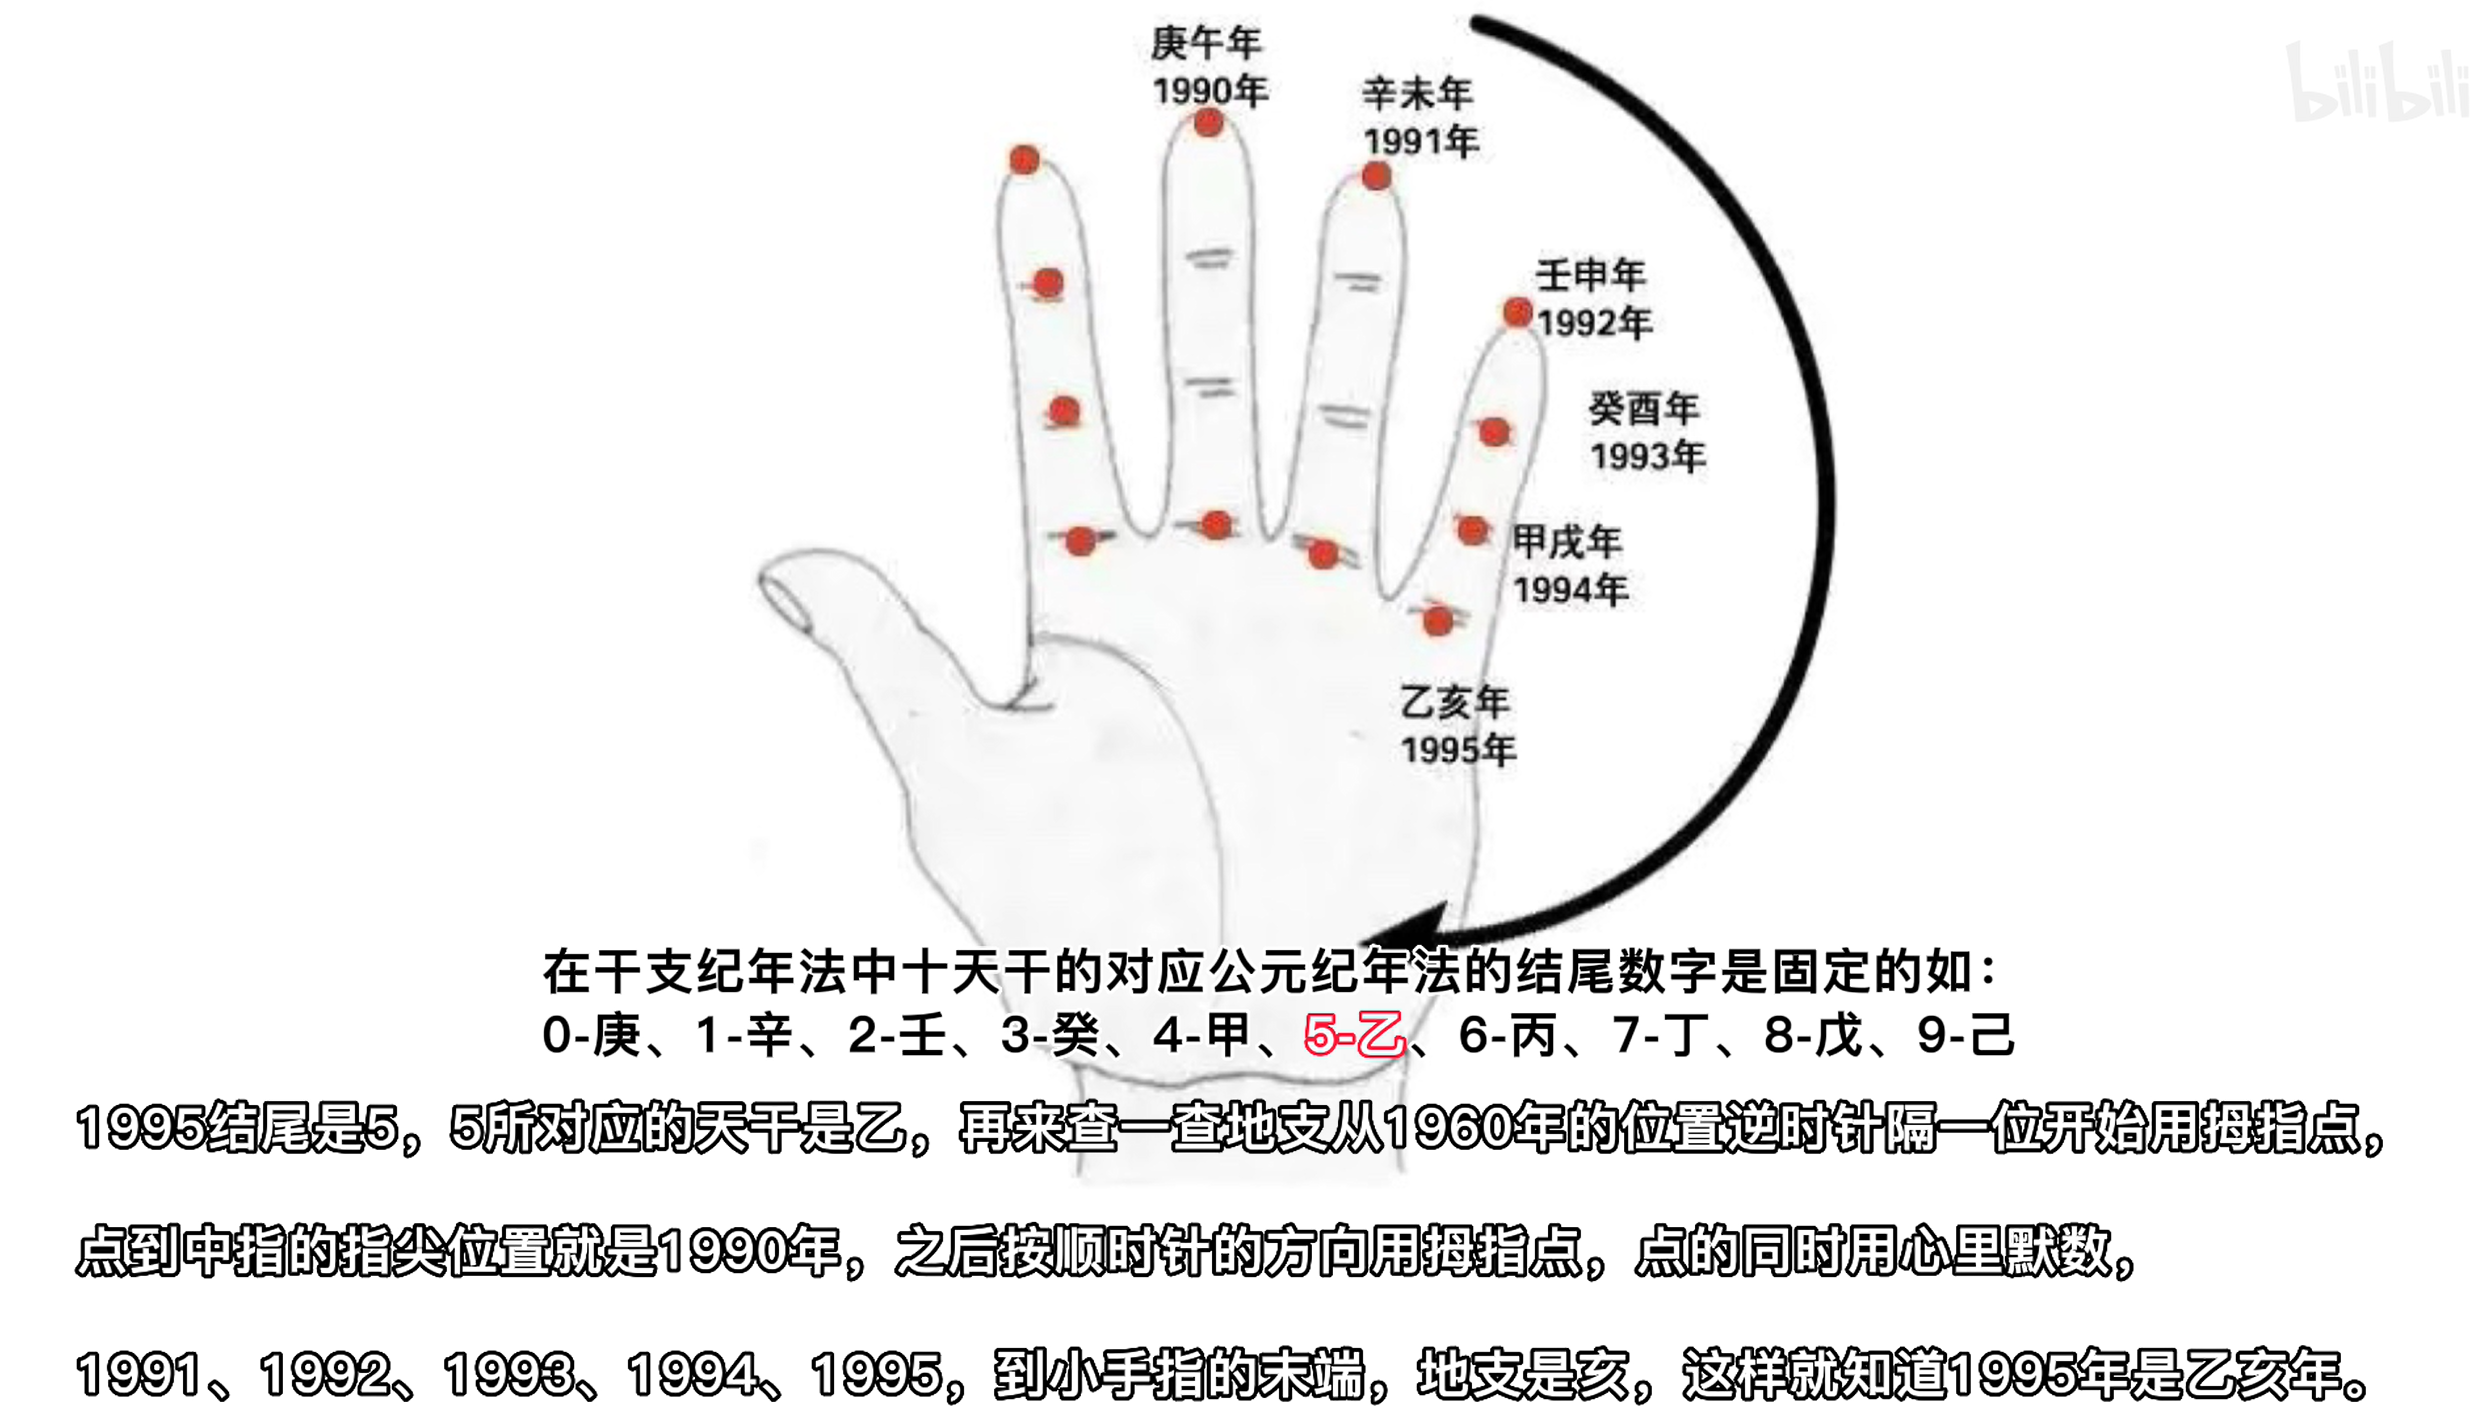 bilibili
庚午年
1990年
辛未年
1991年
壬申年
1992年
癸酉年
1993年
甲戌年
1994年
乙亥年
1995年
在干支纪年法中十天干的对应公元纪年法的结尾数字是固定的如：
0-庚、1-辛、2-壬、3-癸、4-甲、5-乙、6-丙、7-丁、8-戊、9-己
1995结尾是5，5所对应的天干是乙，再来查一查地支从1960年的位置逆时针隔一位开始用拇指点，
点到中指的指尖位置就是1990年，之后按顺时针的方向用拇指点，点的同时用心里默数，
1991、1992、1993、1994、1995，到小手指的末端，地支是亥，这样就知道1995年是乙亥年。